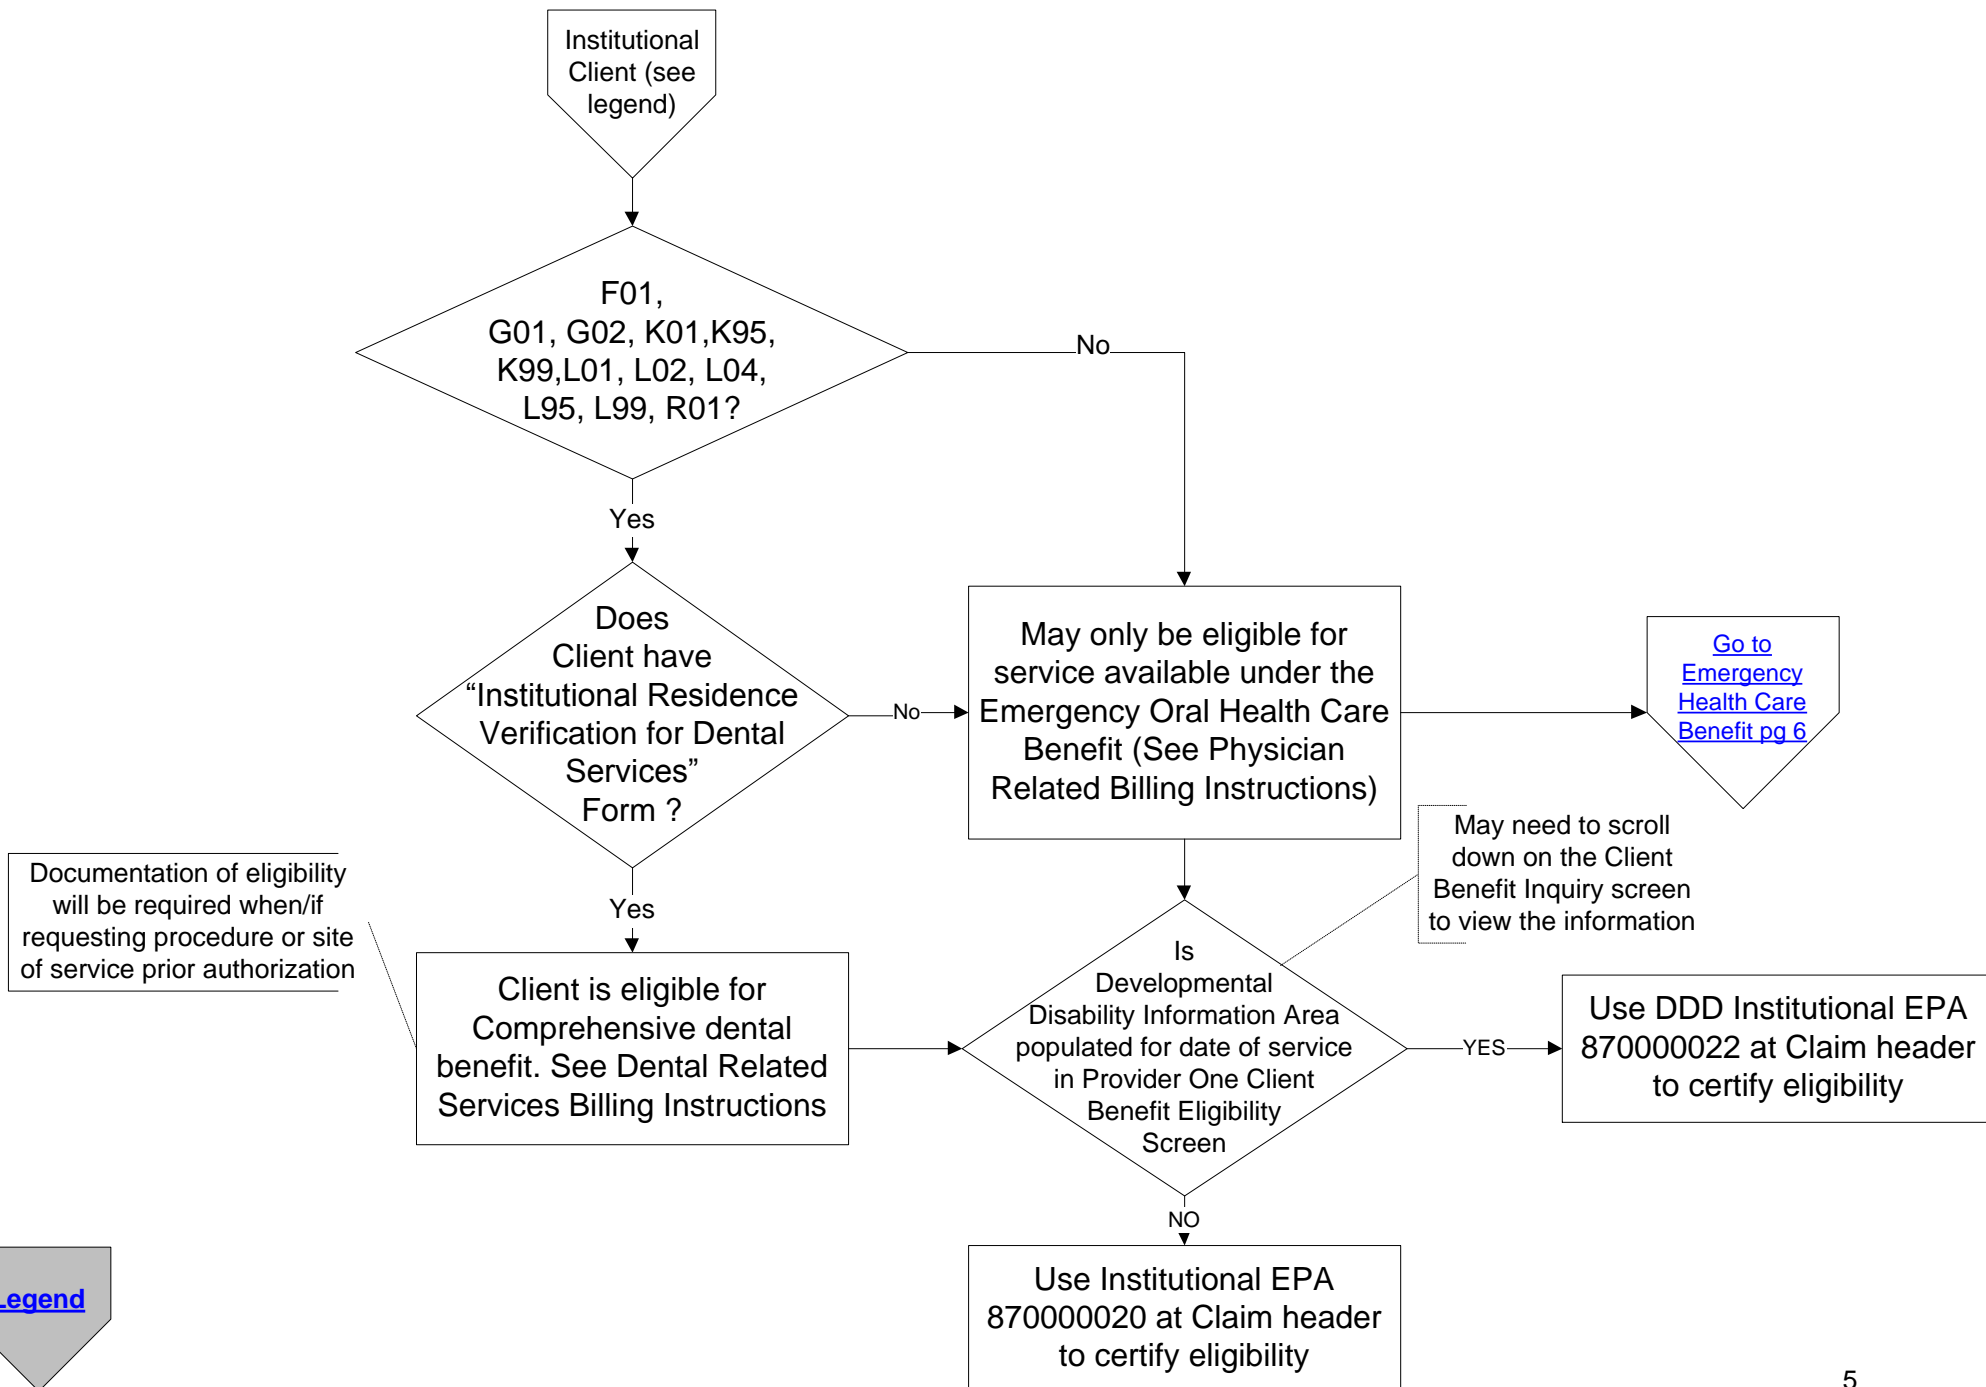 Institutional
Client (see
legend)
F01,
G01, G02, K01,K95,
K99,L01, L02, L04,
L95, L99, R01?
No
Yes
Does
Client have
“Institutional Residence
Verification for Dental
Services”
Form ?
No
May only be eligible for
service available under the
Emergency Oral Health Care
Benefit (See Physician
Related Billing Instructions)
Go to
Emergency
Health Care
Benefit pg 6
May need to scroll
down on the Client
Benefit Inquiry screen
to view the information
Documentation of eligibility
will be required when/if
requesting procedure or site
of service prior authorization
Yes
Client is eligible for
Comprehensive dental
benefit. See Dental Related
Services Billing Instructions
Is
Developmental
Disability Information Area
populated for date of service
in Provider One Client
Benefit Eligibility
Screen
YES
Use DDD Institutional EPA
870000022 at Claim header
to certify eligibility
NO
Use Institutional EPA
870000020 at Claim header
to certify eligibility
Legend
5